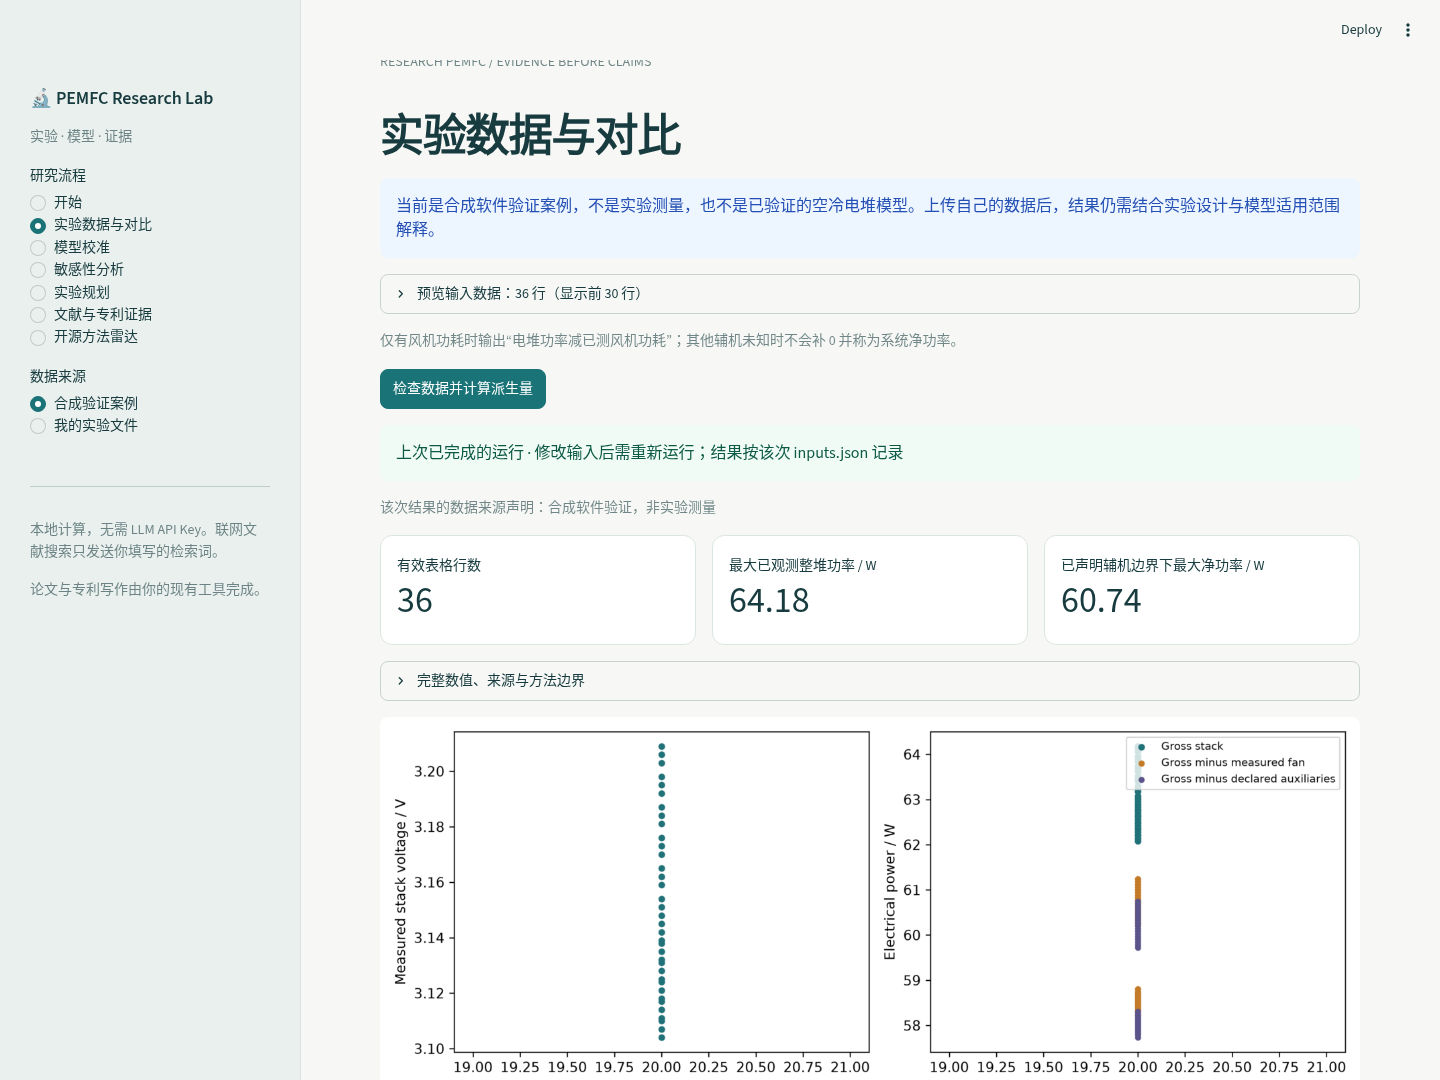 Deploy
🔬 PEMFC Research Lab
实验 · 模型 · 证据
研究流程
开始
实验数据与对比
模型校准
敏感性分析
实验规划
文献与专利证据
开源方法雷达
数据来源
合成验证案例
我的实验文件
本地计算，无需 LLM API Key。联网文
献搜索只发送你填写的检索词。
论文与专利写作由你的现有工具完成。
RESEARCH PEMFC / EVIDENCE BEFORE CLAIMS
实验数据与对比
当前是合成软件验证案例，不是实验测量，也不是已验证的空冷电堆模型。上传自己的数据后，结果仍需结合实验设计与模型适用范围
解释。
预览输入数据：36 行（显示前 30 行）
仅有风机功耗时输出“电堆功率减已测风机功耗”；其他辅机未知时不会补 0 并称为系统净功率。
检查数据并计算派生量
上次已完成的运行 · 修改输入后需重新运行；结果按该次 inputs.json 记录
该次结果的数据来源声明：合成软件验证，非实验测量
有效表格行数
36
最大已观测整堆功率 / W
64.18
已声明辅机边界下最大净功率 / W
60.74
完整数值、来源与方法边界
Measured stack voltage / V
3.20
3.18
3.16
3.14
3.12
3.10
19.00 19.25 19.50 19.75 20.00 20.25 20.50 20.75 21.00
Electrical power / W
64
63
62
61
60
59
58
Gross stack
Gross minus measured fan
Gross minus declared auxiliaries
19.00 19.25 19.50 19.75 20.00 20.25 20.50 20.75 21.00